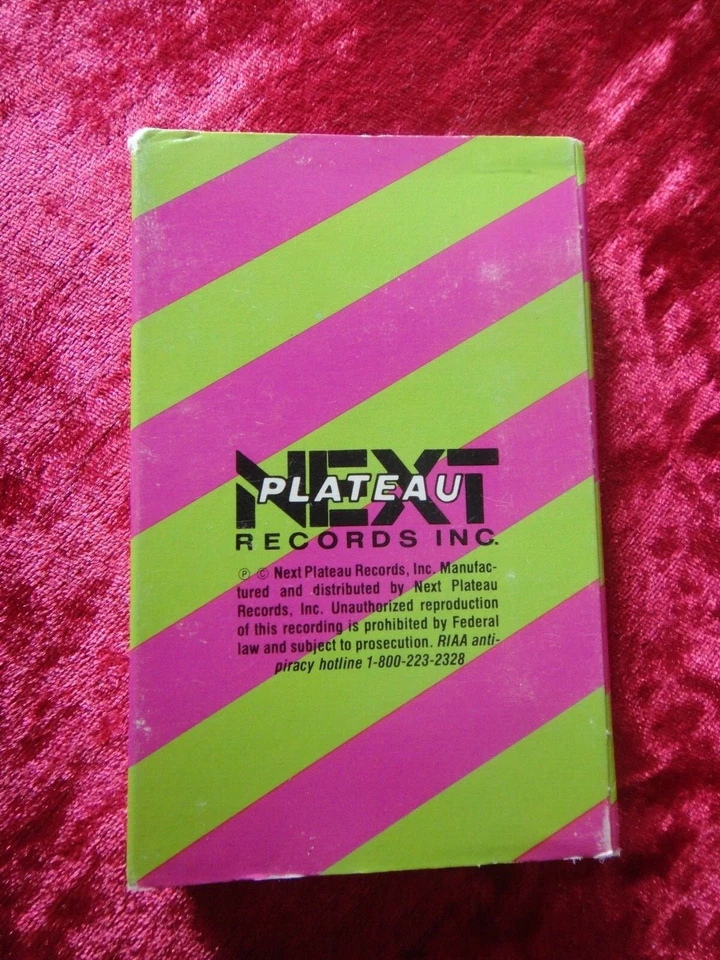 NEXT
PLATEAU
RECORDS INC.
℗ © Next Plateau Records, Inc. Manufac-
tured and distributed by Next Plateau
Records, Inc. Unauthorized reproduction
of this recording is prohibited by Federal
law and subject to prosecution. RIAA anti-
piracy hotline 1-800-223-2328